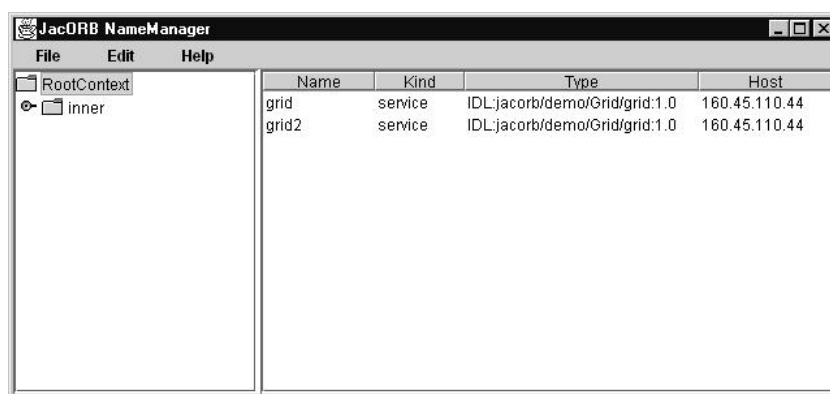 JacORB NameManager
File Edit Help
RootContext
inner
Name Kind Type Host
grid service IDL:jacorb/demo/Grid/grid:1.0 160.45.110.44
grid2 service IDL:jacorb/demo/Grid/grid:1.0 160.45.110.44